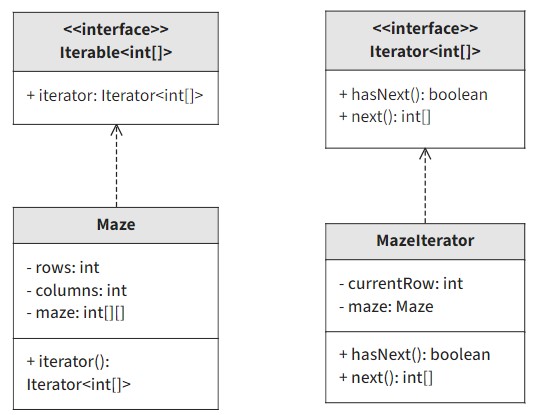 <<interface>>
Iterable<int[]>
+ iterator: Iterator<int[]>
Maze
- rows: int
- columns: int
- maze: int[][]
+ iterator():
Iterator<int[]>
<<interface>>
Iterator<int[]>
+ hasNext(): boolean
+ next(): int[]
MazeIterator
- currentRow: int
- maze: Maze
+ hasNext(): boolean
+ next(): int[]